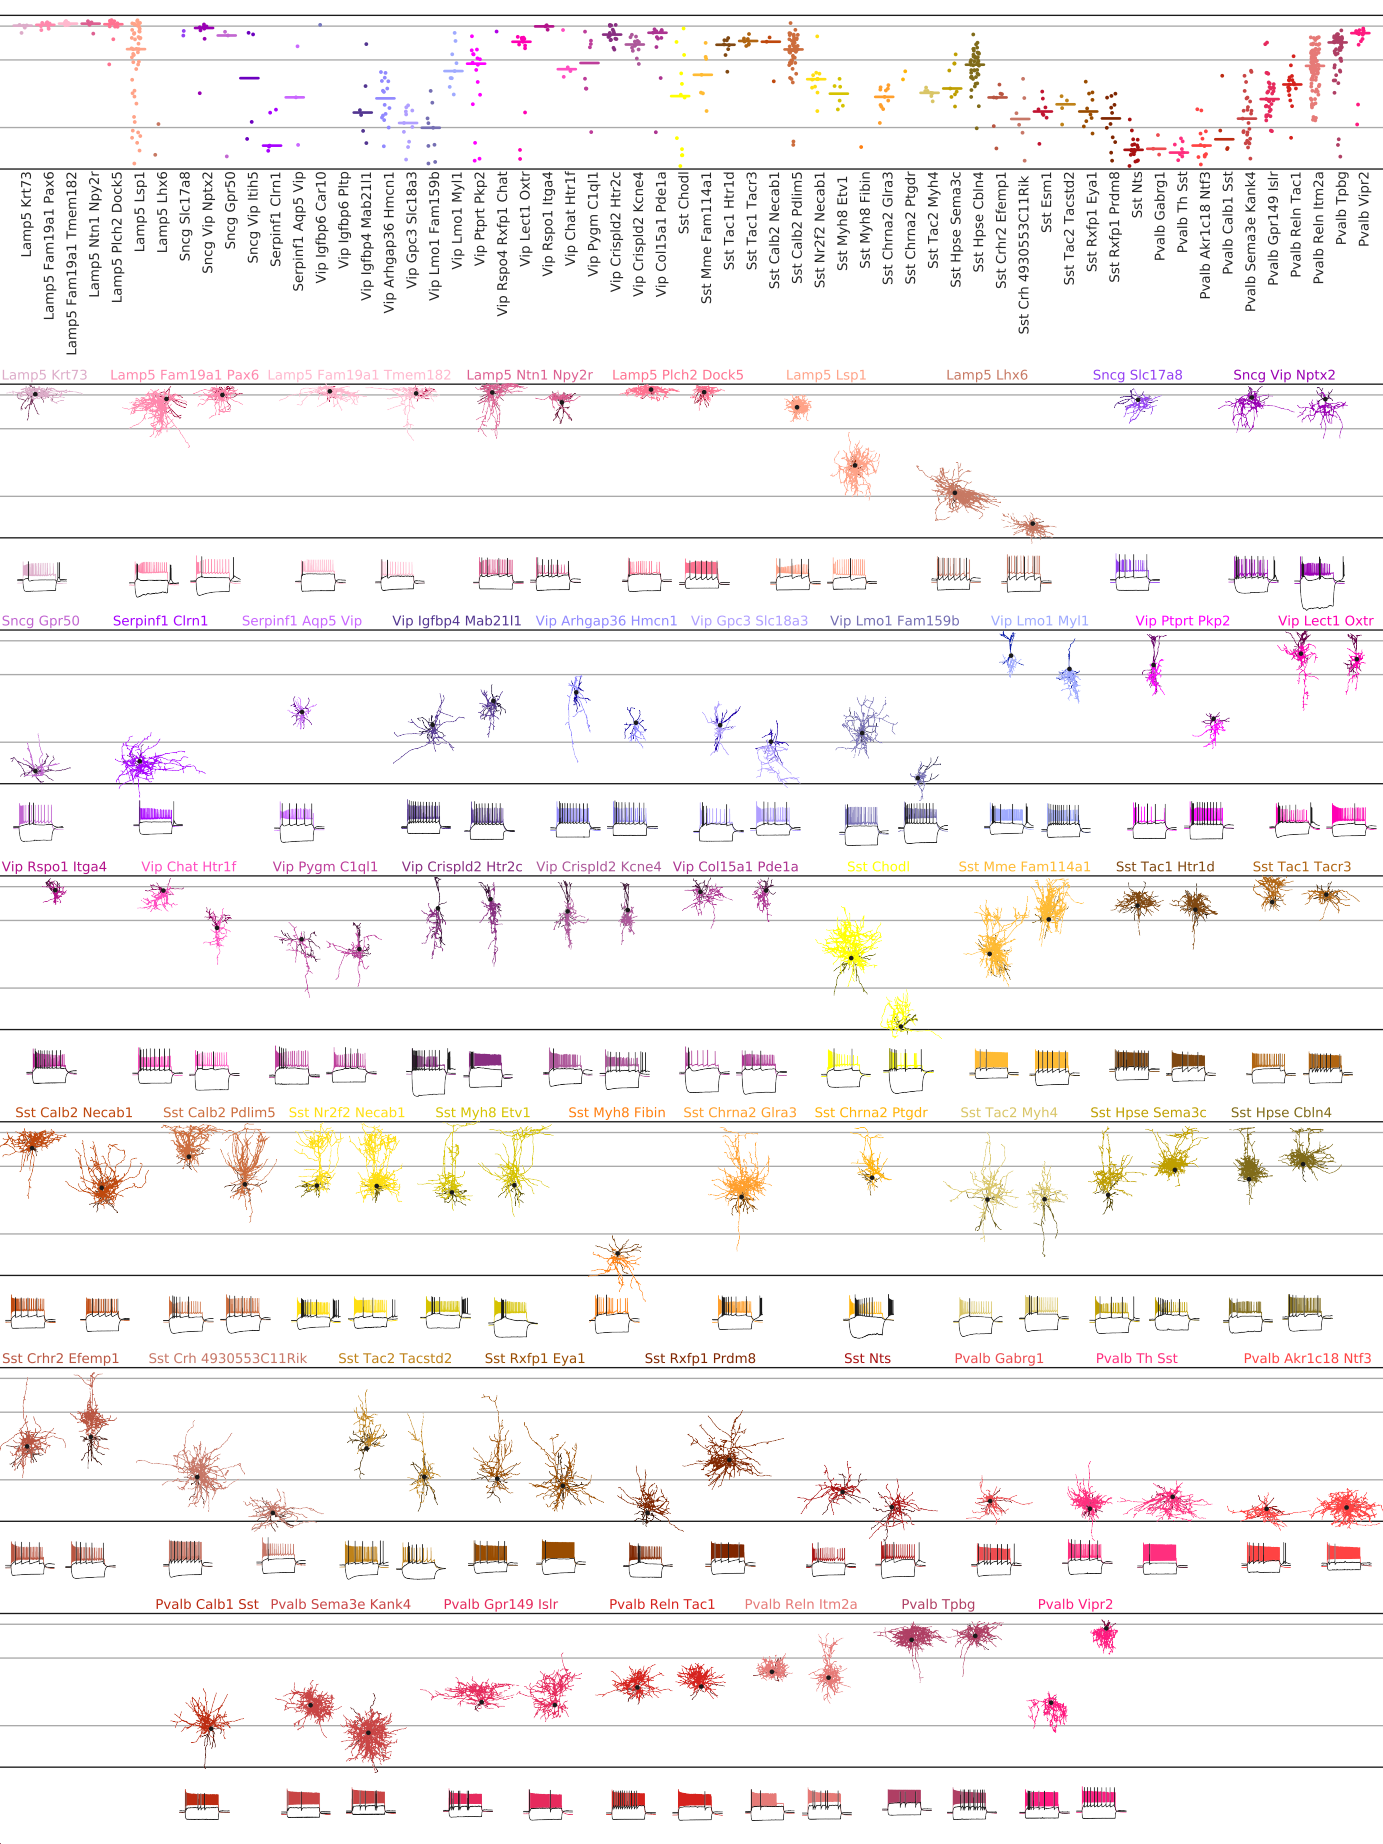 Lamp5 Krt73
Lamp5 Fam19a1 Pax6
Lamp5 Fam19a1 Tmem182
Lamp5 Ntn1 Npy2r
Lamp5 Plch2 Dock5
Lamp5 Lsp1
Lamp5 Lhx6
Sncg Slc17a8
Sncg Vip Nptx2
Sncg Gpr50
Sncg Vip Itih5
Serpinf1 Clrn1
Serpinf1 Aqp5 Vip
Vip Igfbp6 Car10
Vip Igfbp6 Pltp
Vip Igfbp4 Mab21l1
Vip Arhgap36 Hmcn1
Vip Gpc3 Slc18a3
Vip Lmo1 Fam159b
Vip Lmo1 Myl1
Vip Ptprt Pkp2
Vip Rspo4 Rxfp1 Chat
Vip Lect1 Oxtr
Vip Rspo1 Itga4
Vip Chat Htr1f
Vip Pygm C1ql1
Vip Crispld2 Htr2c
Vip Crispld2 Kcne4
Vip Col15a1 Pde1a
Sst Chodl
Sst Mme Fam114a1
Sst Tac1 Htr1d
Sst Tac1 Tacr3
Sst Calb2 Necab1
Sst Calb2 Pdlim5
Sst Nr2f2 Necab1
Sst Myh8 Etv1
Sst Myh8 Fibin
Sst Chrna2 Glra3
Sst Chrna2 Ptgdr
Sst Tac2 Myh4
Sst Hpse Sema3c
Sst Hpse Cbln4
Sst Crhr2 Efemp1
Sst Crh 4930553C11Rik
Sst Esm1
Sst Tac2 Tacstd2
Sst Rxfp1 Eya1
Sst Rxfp1 Prdm8
Sst Nts
Pvalb Gabrg1
Pvalb Th Sst
Pvalb Akr1c18 Ntf3
Pvalb Calb1 Sst
Pvalb Sema3e Kank4
Pvalb Gpr149 Islr
Pvalb Reln Tac1
Pvalb Reln Itm2a
Pvalb Tpbg
Pvalb Vipr2
Lamp5 Krt73 Lamp5 Fam19a1 Pax6 Lamp5 Fam19a1 Tmem182 Lamp5 Ntn1 Npy2r Lamp5 Plch2 Dock5 Lamp5 Lsp1 Lamp5 Lhx6 Sncg Slc17a8 Sncg Vip Nptx2
Sncg Gpr50 Serpinf1 Clrn1 Serpinf1 Aqp5 Vip Vip Igfbp4 Mab21l1 Vip Arhgap36 Hmcn1 Vip Gpc3 Slc18a3 Vip Lmo1 Fam159b Vip Lmo1 Myl1 Vip Ptprt Pkp2 Vip Lect1 Oxtr
Vip Rspo1 Itga4 Vip Chat Htr1f Vip Pygm C1ql1 Vip Crispld2 Htr2c Vip Crispld2 Kcne4 Vip Col15a1 Pde1a Sst Chodl Sst Mme Fam114a1 Sst Tac1 Htr1d Sst Tac1 Tacr3
Sst Calb2 Necab1 Sst Calb2 Pdlim5 Sst Nr2f2 Necab1 Sst Myh8 Etv1 Sst Myh8 Fibin Sst Chrna2 Glra3 Sst Chrna2 Ptgdr Sst Tac2 Myh4 Sst Hpse Sema3c Sst Hpse Cbln4
Sst Crhr2 Efemp1 Sst Crh 4930553C11Rik Sst Tac2 Tacstd2 Sst Rxfp1 Eya1 Sst Rxfp1 Prdm8 Sst Nts Pvalb Gabrg1 Pvalb Th Sst Pvalb Akr1c18 Ntf3
Pvalb Calb1 Sst Pvalb Sema3e Kank4 Pvalb Gpr149 Islr Pvalb Reln Tac1 Pvalb Reln Itm2a Pvalb Tpbg Pvalb Vipr2